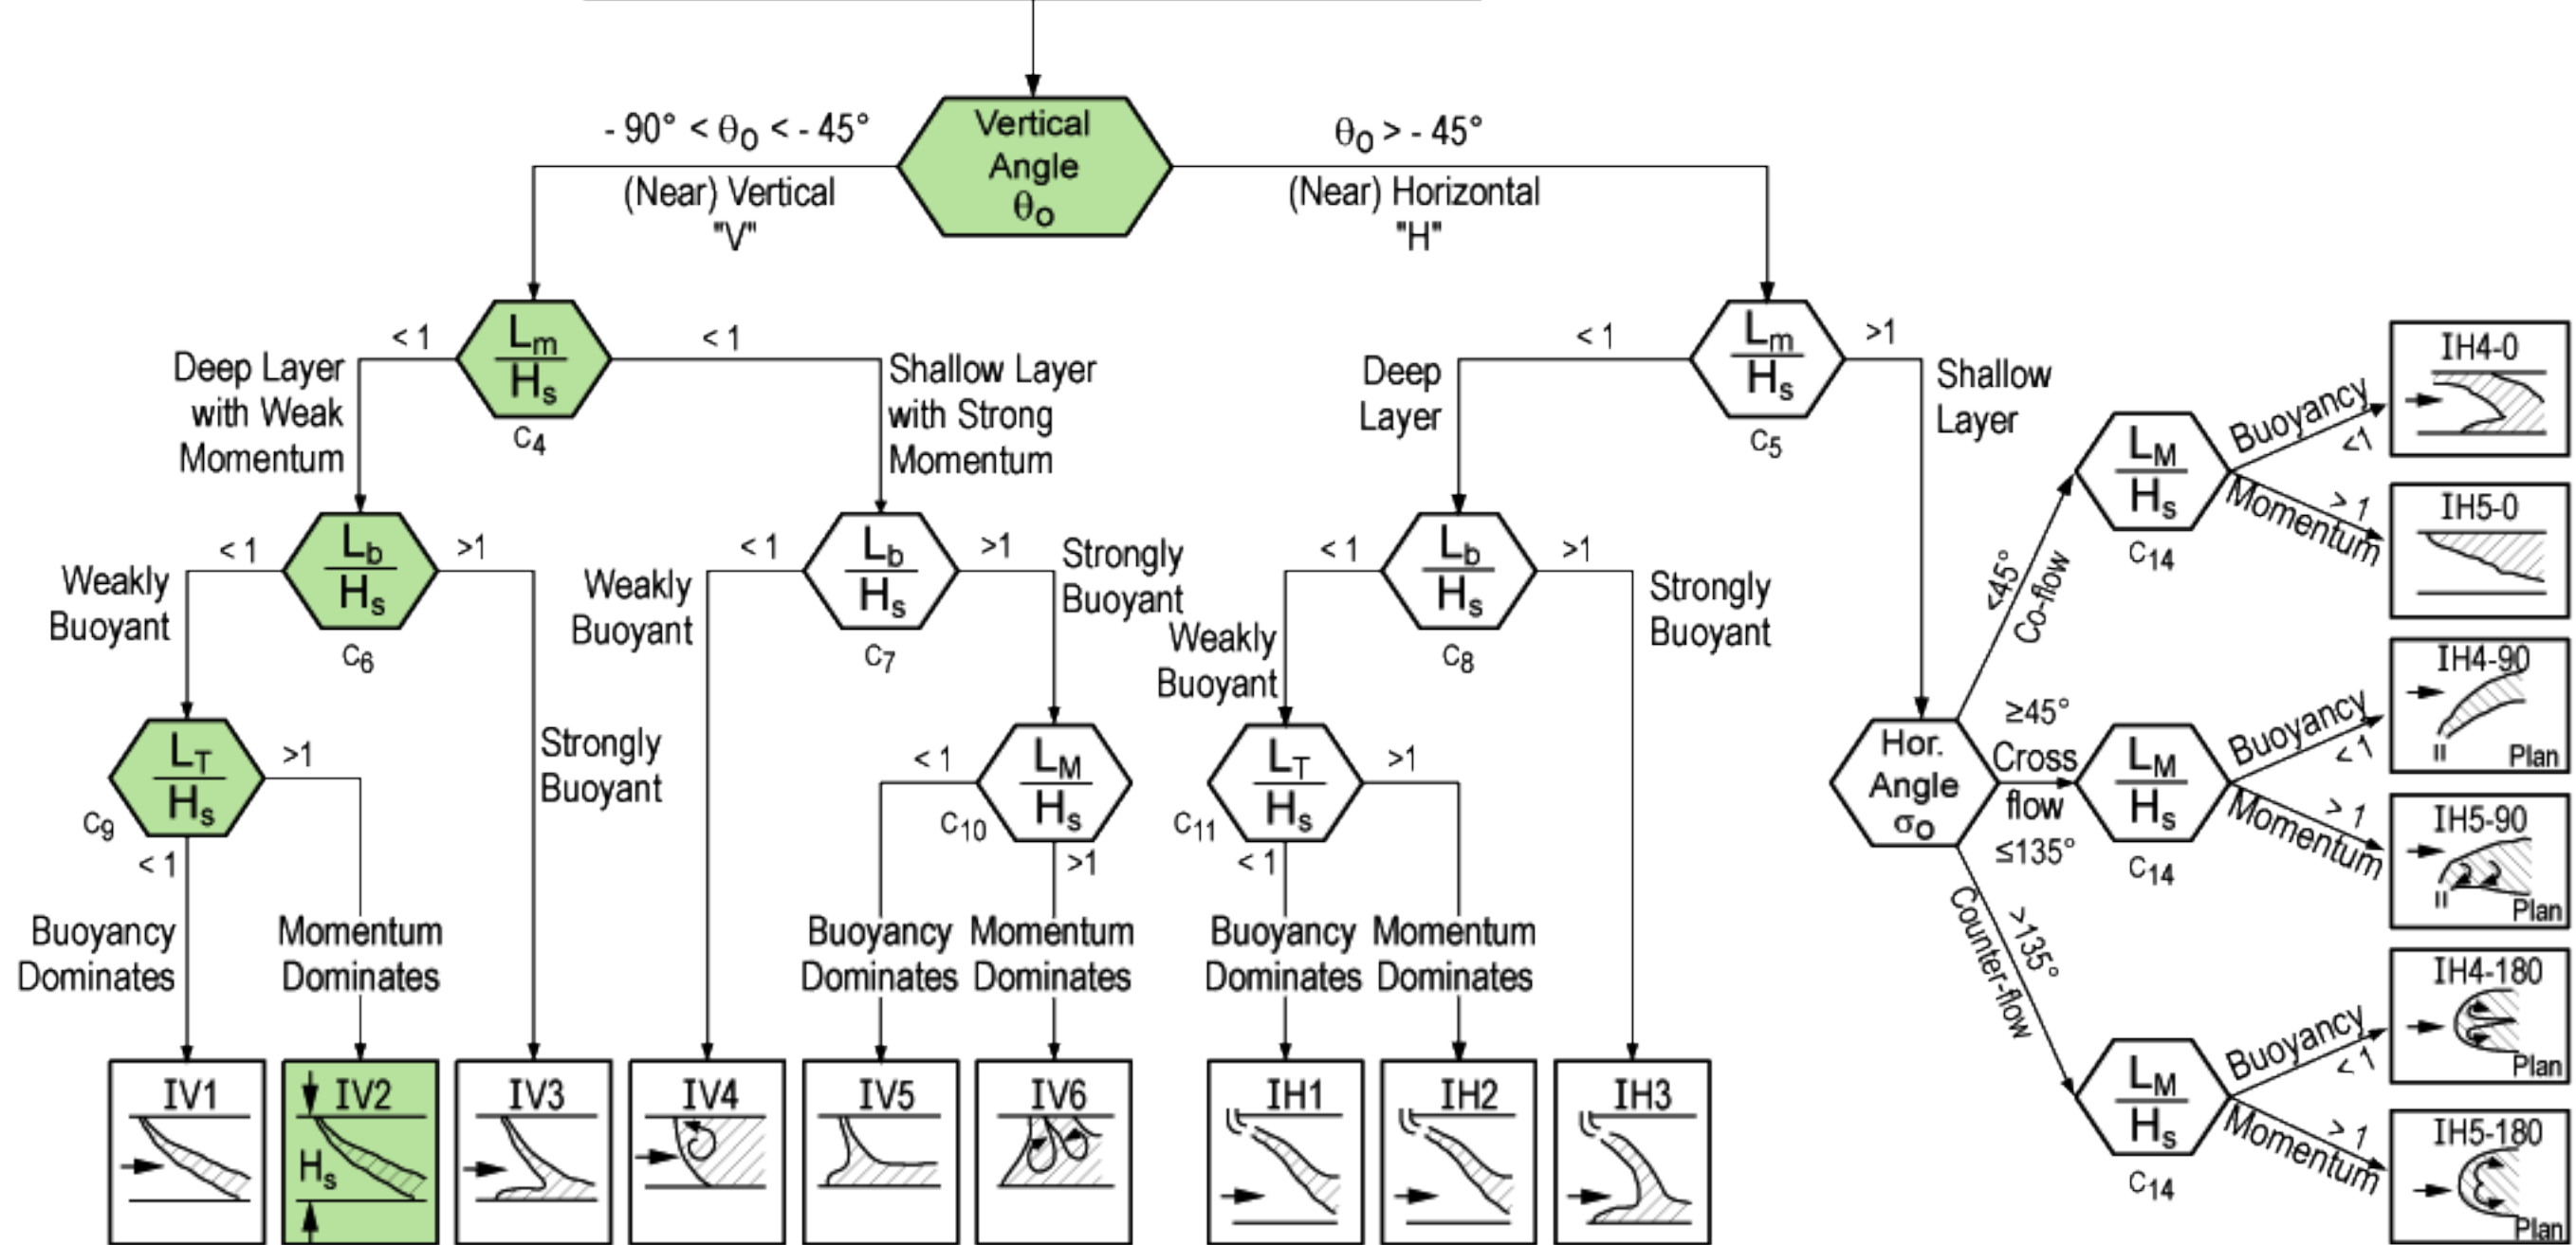 - 90° < θo < - 45°
(Near) Vertical
"V"
Vertical
Angle
θo
θo > - 45°
(Near) Horizontal
"H"
< 1
Lm
Hs
C4
< 1
Deep Layer
with Weak
Momentum
Shallow Layer
with Strong
Momentum
< 1
Lm
Hs
C5
>1
Deep
Layer
Shallow
Layer
< 1
Lb
Hs
C6
>1
Weakly
Buoyant
Strongly
Buoyant
< 1
Lb
Hs
C7
>1
Weakly
Buoyant
Strongly
Buoyant
< 1
Lb
Hs
C8
>1
Weakly
Buoyant
Strongly
Buoyant
LT
Hs
C9
>1
< 1
Buoyancy
Dominates
Momentum
Dominates
< 1
LM
Hs
C10
>1
Buoyancy
Dominates
Momentum
Dominates
LT
Hs
C11
>1
< 1
Buoyancy
Dominates
Momentum
Dominates
Hor.
Angle
σo
<45°
Co-flow
≥45°
Cross
flow
≤135°
>135°
Counter-flow
LM
Hs
C14
Buoyancy
<1
> 1
Momentum
LM
Hs
C14
Buoyancy
< 1
> 1
Momentum
LM
Hs
C14
Buoyancy
< 1
> 1
Momentum
IH4-0
IH5-0
IH4-90
Plan
IH5-90
Plan
IH4-180
Plan
IH5-180
Plan
IV1
IV2
Hs
IV3
IV4
IV5
IV6
IH1
IH2
IH3